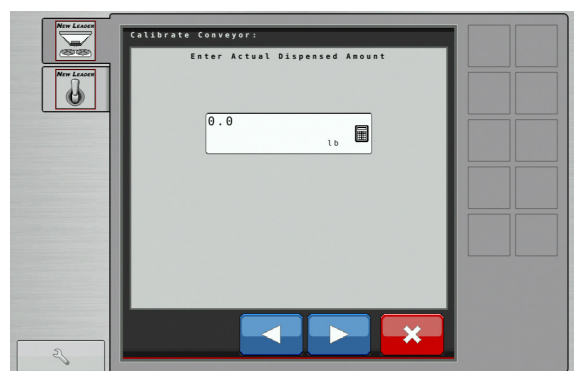 NEW LEADER
NEW LEADER
Calibrate Conveyor:
Enter Actual Dispensed Amount
0.0
lb